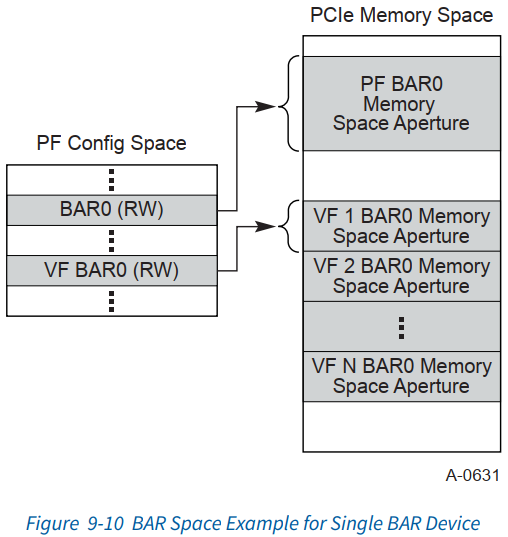 PCIe Memory Space
PF BAR0
Memory
Space Aperture
PF Config Space
BAR0 (RW)
VF BAR0 (RW)
VF 1 BAR0 Memory
Space Aperture
VF 2 BAR0 Memory
Space Aperture
VF N BAR0 Memory
Space Aperture
A-0631
Figure 9-10 BAR Space Example for Single BAR Device